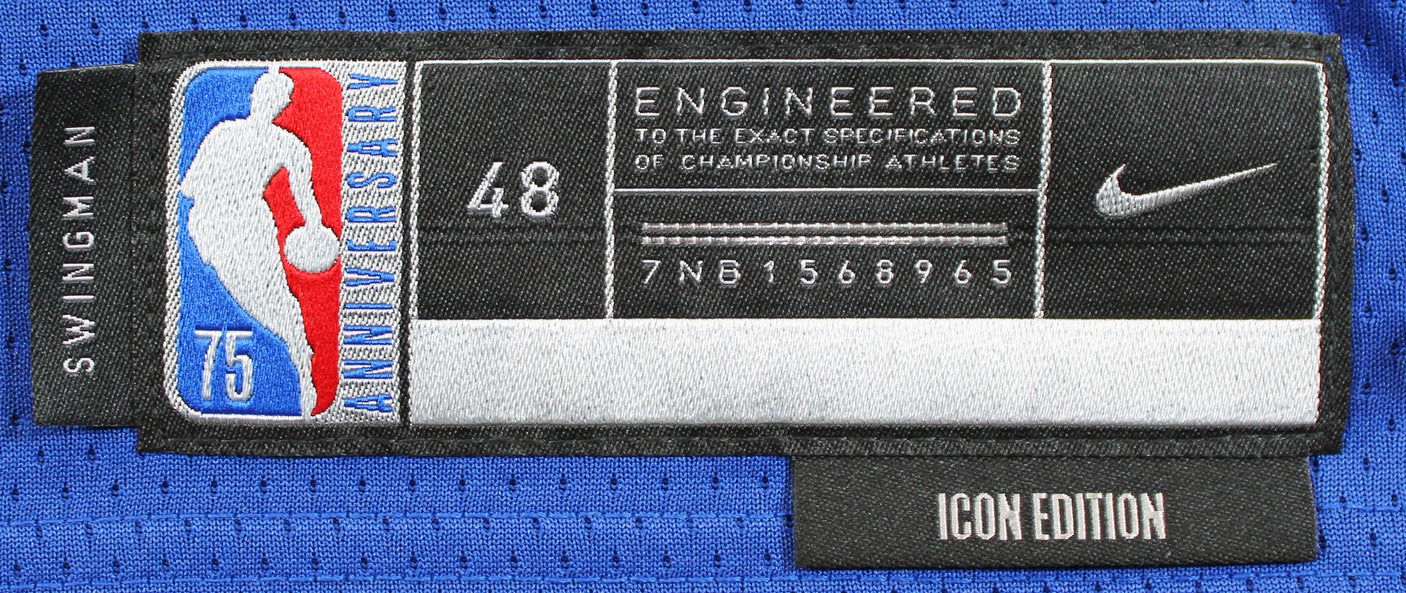 SWINGMAN
75
ANNIVERSARY
48
ENGINEERED
TO THE EXACT SPECIFICATIONS
OF CHAMPIONSHIP ATHLETES
7NB1568965
ICON EDITION